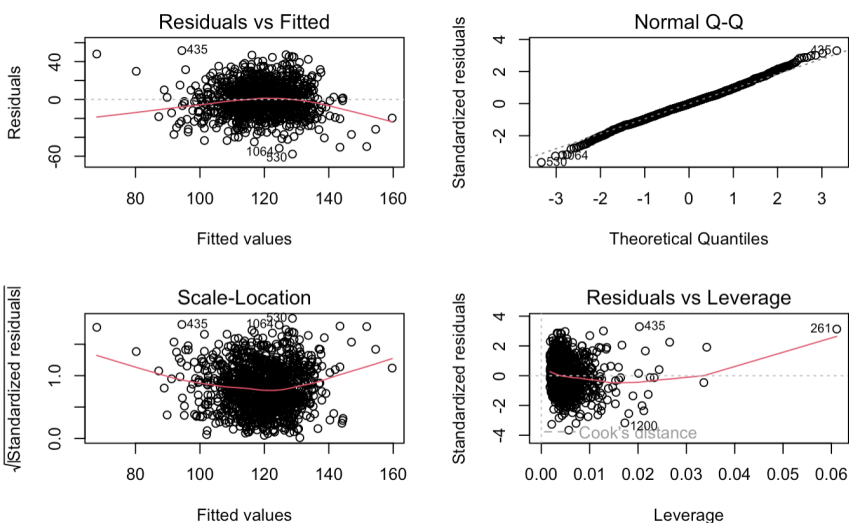 Residuals vs Fitted
Residuals
40
0
-60
435
1064
530
80 100 120 140 160
Fitted values
Normal Q-Q
Standardized residuals
4
2
0
-2
435
1064
530
-3 -2 -1 0 1 2 3
Theoretical Quantiles
Scale-Location
√|Standardized residuals|
1.0
0.0
435
1064
530
80 100 120 140 160
Fitted values
Residuals vs Leverage
Standardized residuals
4
2
0
-2
-4
435
261
1200
Cook's distance
0.00 0.01 0.02 0.03 0.04 0.05 0.06
Leverage